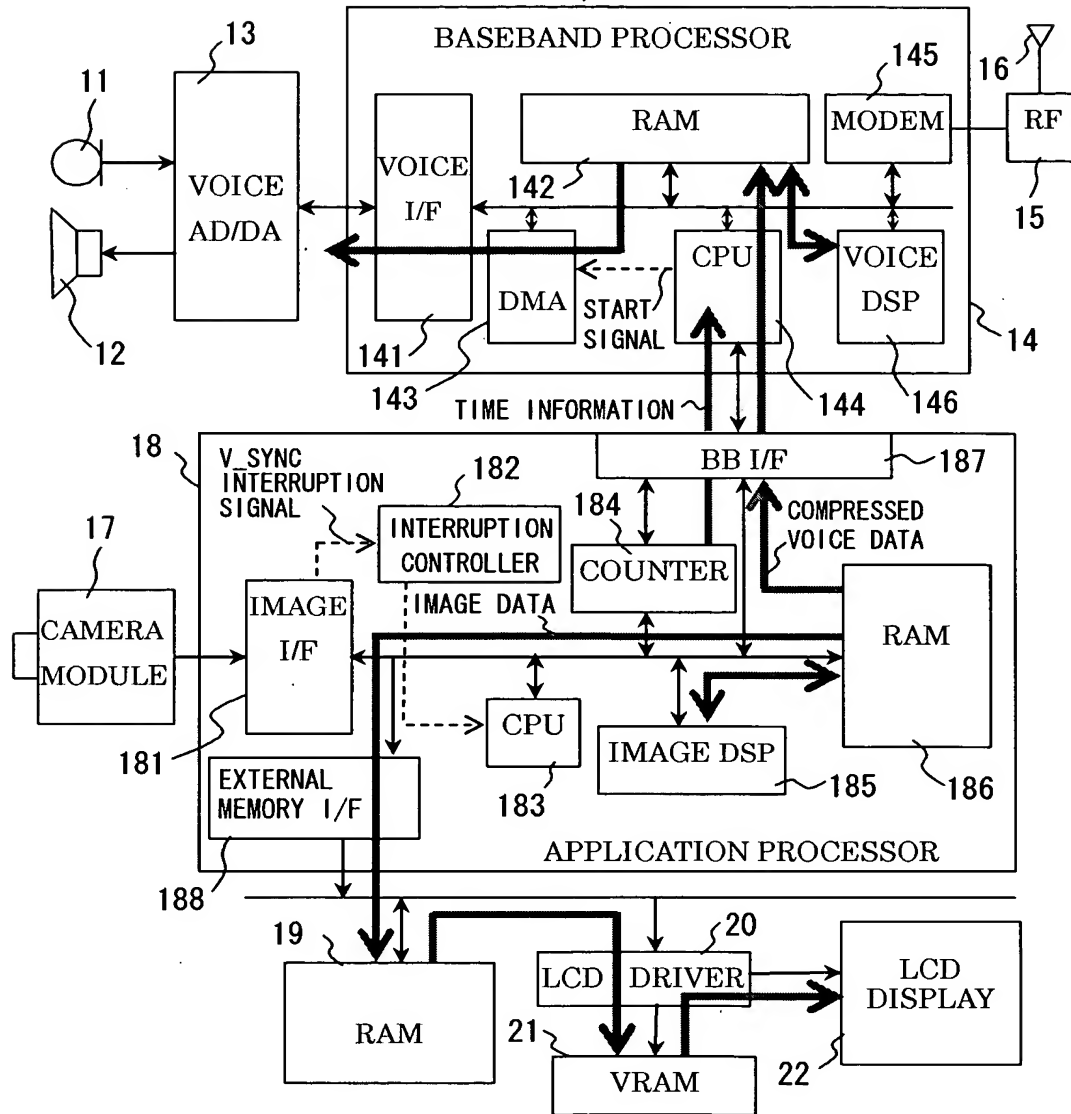 BASEBAND PROCESSOR
13
11
12
VOICE
AD/DA
VOICE
I/F
141
RAM
142
145
MODEM
16
RF
15
DMA
143
START
SIGNAL
CPU
144
VOICE
DSP
146
14
TIME INFORMATION
18
V_SYNC
INTERRUPTION
SIGNAL
182
INTERRUPTION
CONTROLLER
BB I/F
187
184
COUNTER
COMPRESSED
VOICE DATA
17
CAMERA
MODULE
IMAGE
I/F
181
IMAGE DATA
RAM
186
CPU
183
IMAGE DSP
185
EXTERNAL
MEMORY I/F
188
APPLICATION PROCESSOR
19
RAM
20
LCD DRIVER
21
VRAM
LCD
DISPLAY
22